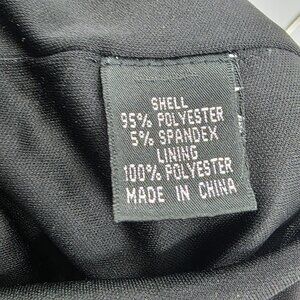 SHELL
95% POLYESTER
5% SPANDEX
LINING
100% POLYESTER
MADE IN CHINA